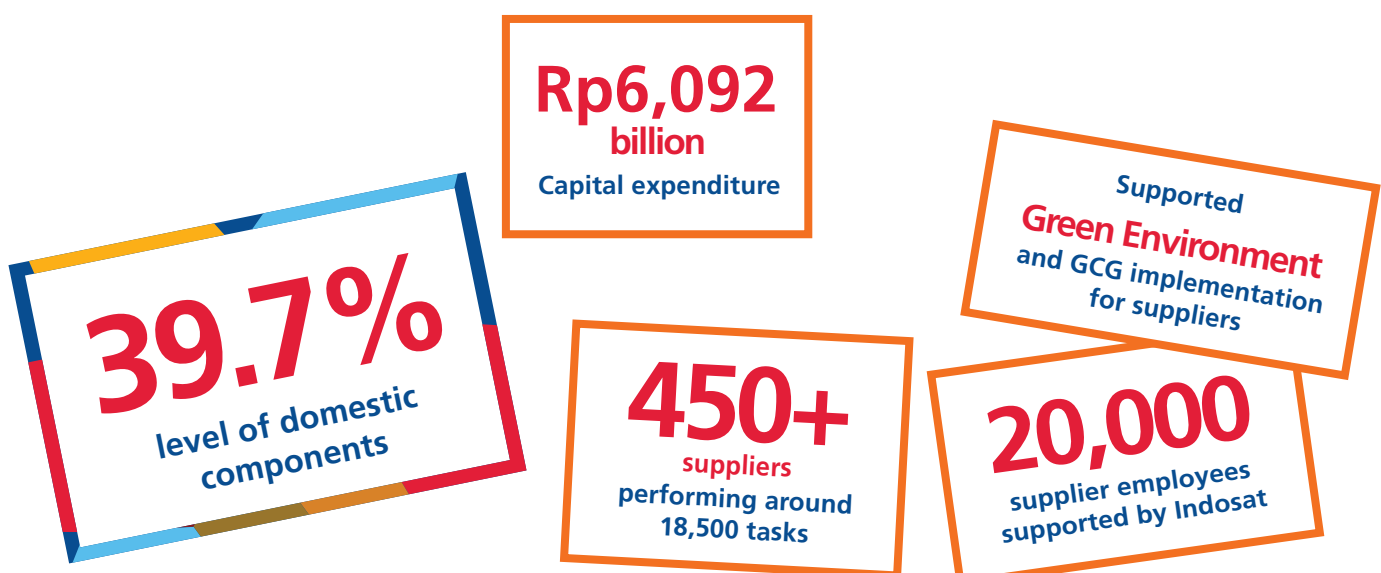 Rp6,092
billion
Capital expenditure
39.7%
level of domestic
components
450+
suppliers
performing around
18,500 tasks
Supported
Green Environment
and GCG implementation
for suppliers
20,000
supplier employees
supported by Indosat